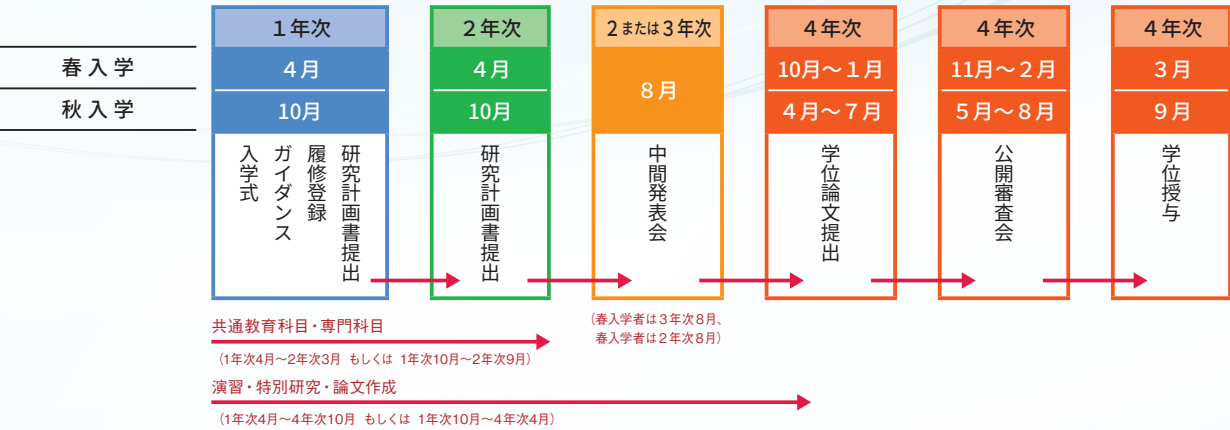 1年次
2年次
2または3年次
4年次
4年次
4年次
春入学
4月
4月
8月
10月〜1月
11月〜2月
3月
秋入学
10月
10月
4月〜7月
5月〜8月
9月
入学式
ガイダンス
履修登録
研究計画書提出
研究計画書提出
中間発表会
学位論文提出
公開審査会
学位授与
(春入学者は3年次8月、
春入学者は2年次8月)
共通教育科目・専門科目
(1年次4月〜2年次3月 もしくは 1年次10月〜2年次9月)
演習・特別研究・論文作成
(1年次4月〜4年次10月 もしくは 1年次10月〜4年次4月)